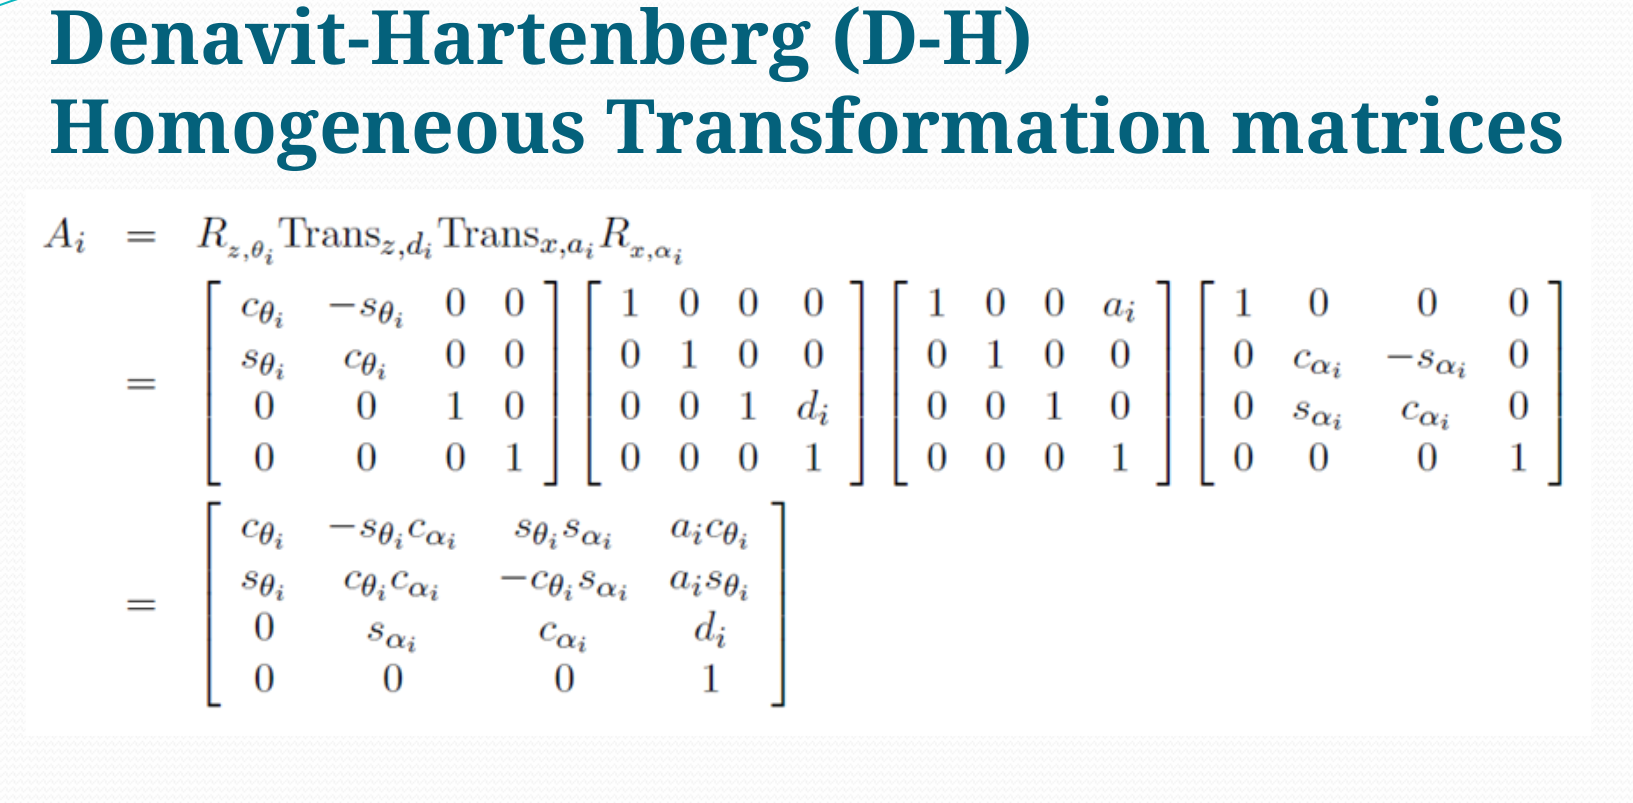 Denavit-Hartenberg (D-H)
Homogeneous Transformation matrices
A_i = R_{z,θ_i} Trans_{z,d_i} Trans_{x,a_i} R_{x,α_i}
= [ c_{θ_i} −s_{θ_i} 0 0 ] [ 1 0 0 0 ] [ 1 0 0 a_i ] [ 1 0 0 0 ]
[ s_{θ_i} c_{θ_i} 0 0 ] [ 0 1 0 0 ] [ 0 1 0 0 ] [ 0 c_{α_i} −s_{α_i} 0 ]
[ 0 0 1 0 ] [ 0 0 1 d_i ] [ 0 0 1 0 ] [ 0 s_{α_i} c_{α_i} 0 ]
[ 0 0 0 1 ] [ 0 0 0 1 ] [ 0 0 0 1 ] [ 0 0 0 1 ]
= [ c_{θ_i} −s_{θ_i}c_{α_i} s_{θ_i}s_{α_i} a_i c_{θ_i} ]
[ s_{θ_i} c_{θ_i}c_{α_i} −c_{θ_i}s_{α_i} a_i s_{θ_i} ]
[ 0 s_{α_i} c_{α_i} d_i ]
[ 0 0 0 1 ]